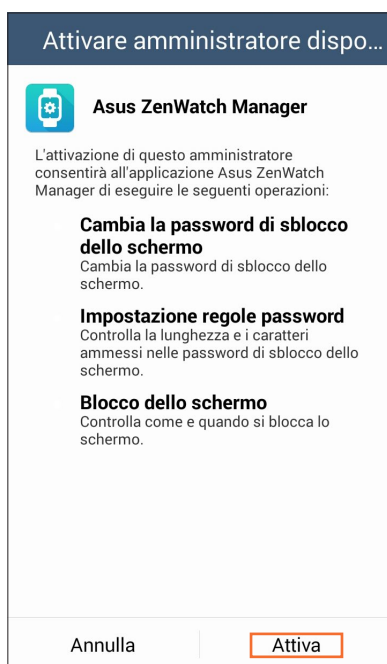 Attivare amministratore dispo...
Asus ZenWatch Manager
L'attivazione di questo amministratore
consentirà all'applicazione Asus ZenWatch
Manager di eseguire le seguenti operazioni:
Cambia la password di sblocco
dello schermo
Cambia la password di sblocco dello
schermo.
Impostazione regole password
Controlla la lunghezza e i caratteri
ammessi nelle password di sblocco dello
schermo.
Blocco dello schermo
Controlla come e quando si blocca lo
schermo.
Annulla
Attiva